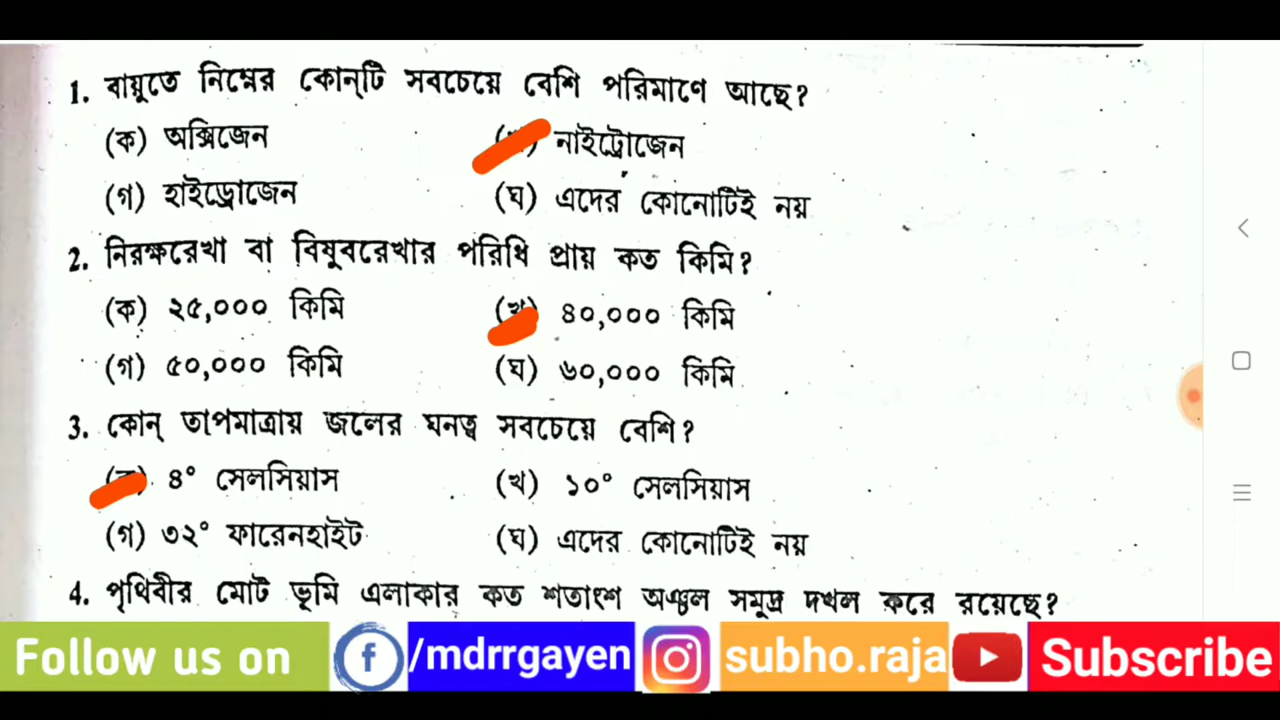 1. বায়ুতে নিম্নের কোন্‌টি সবচেয়ে বেশি পরিমাণে আছে?
(ক) অক্সিজেন
নাইট্রোজেন
(গ) হাইড্রোজেন
(ঘ) এদের কোনোটিই নয়
2. নিরক্ষরেখা বা বিষুবরেখার পরিধি প্রায় কত কিমি?
(ক) ২৫,০০০ কিমি
(খ) ৪০,০০০ কিমি
(গ) ৫০,০০০ কিমি
(ঘ) ৬০,০০০ কিমি
3. কোন্ তাপমাত্রায় জলের ঘনত্ব সবচেয়ে বেশি?
৪° সেলসিয়াস
(খ) ১০° সেলসিয়াস
(গ) ৩২° ফারেনহাইট
(ঘ) এদের কোনোটিই নয়
4. পৃথিবীর মোট ভূমি এলাকার কত শতাংশ অঞ্চল সমুদ্র দখল করে রয়েছে?
Follow us on f /mdrrgayen subho.raja Subscribe